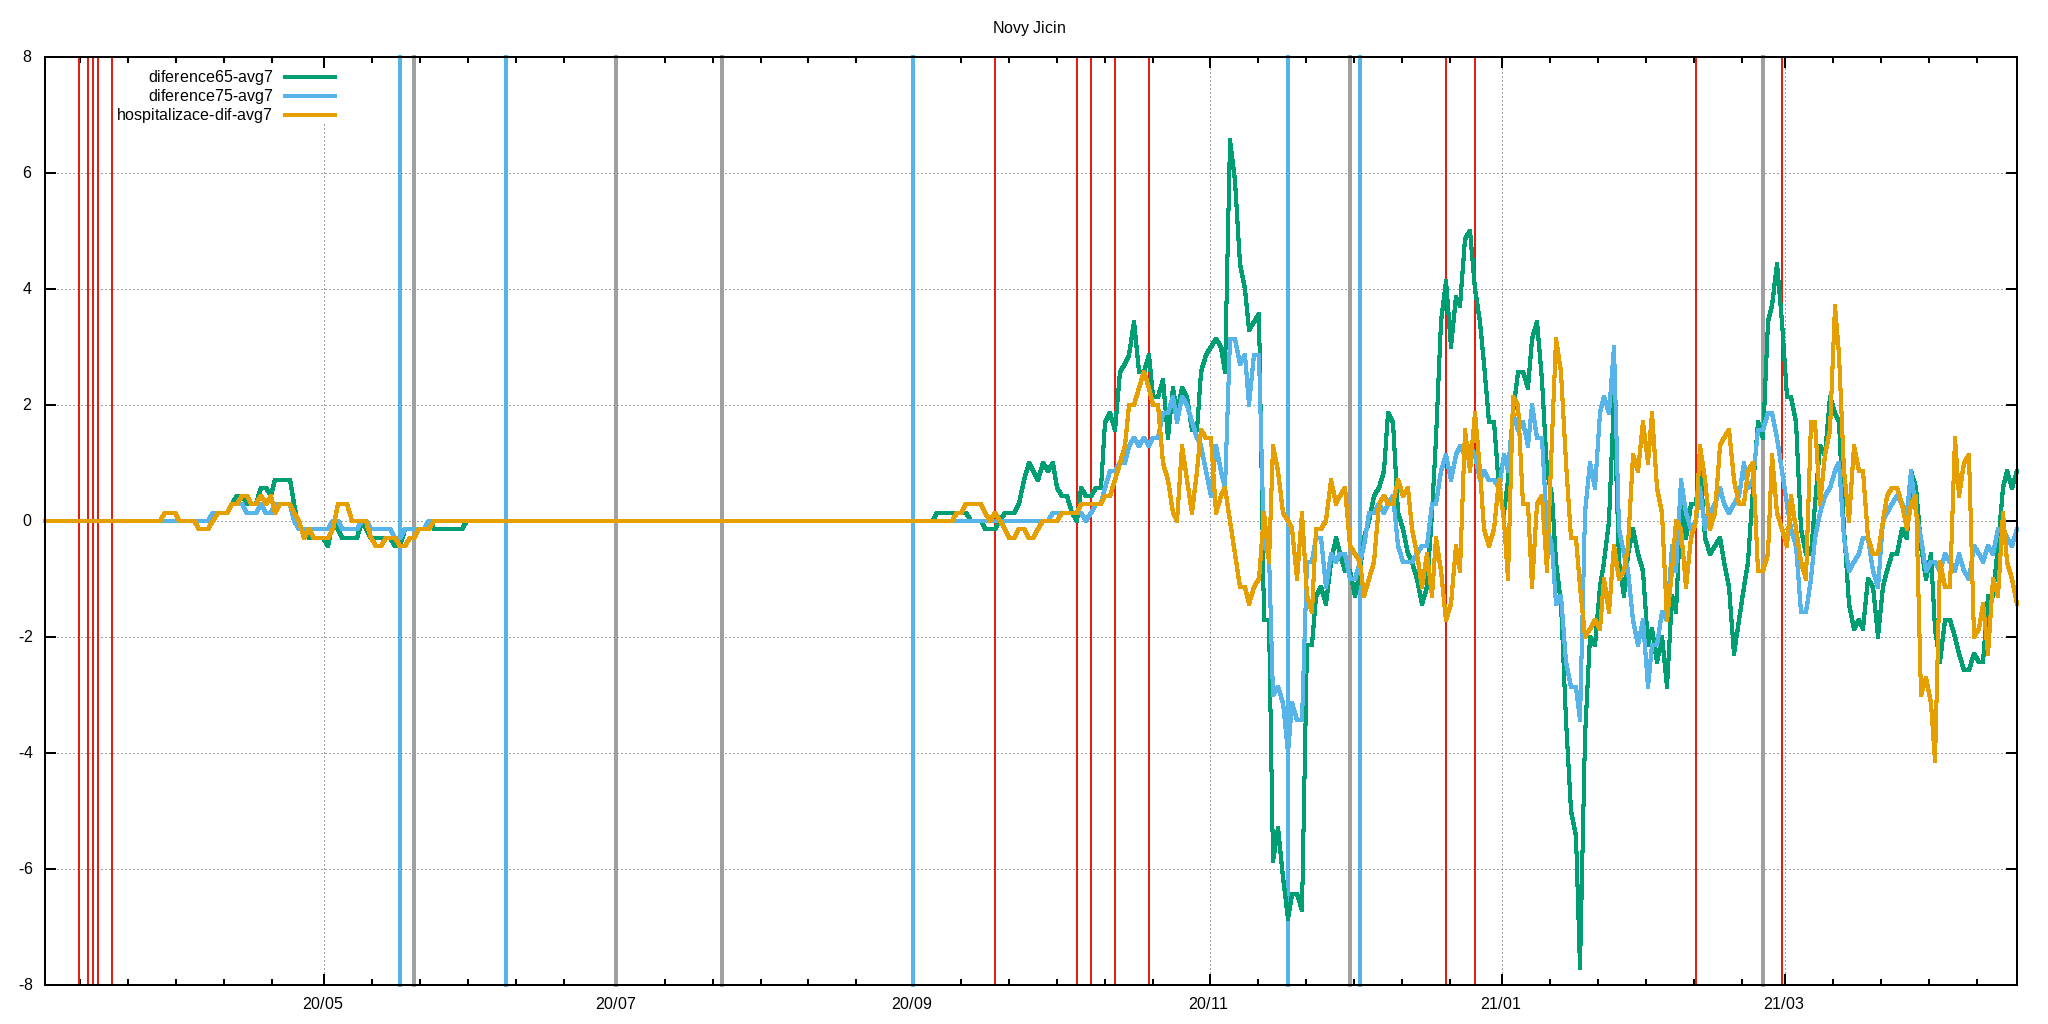 Novy Jicin
8
diference65-avg7
diference75-avg7
hospitalizace-dif-avg7
6
4
2
0
-2
-4
-6
-8
20/05 20/07 20/09 20/11 21/01 21/03